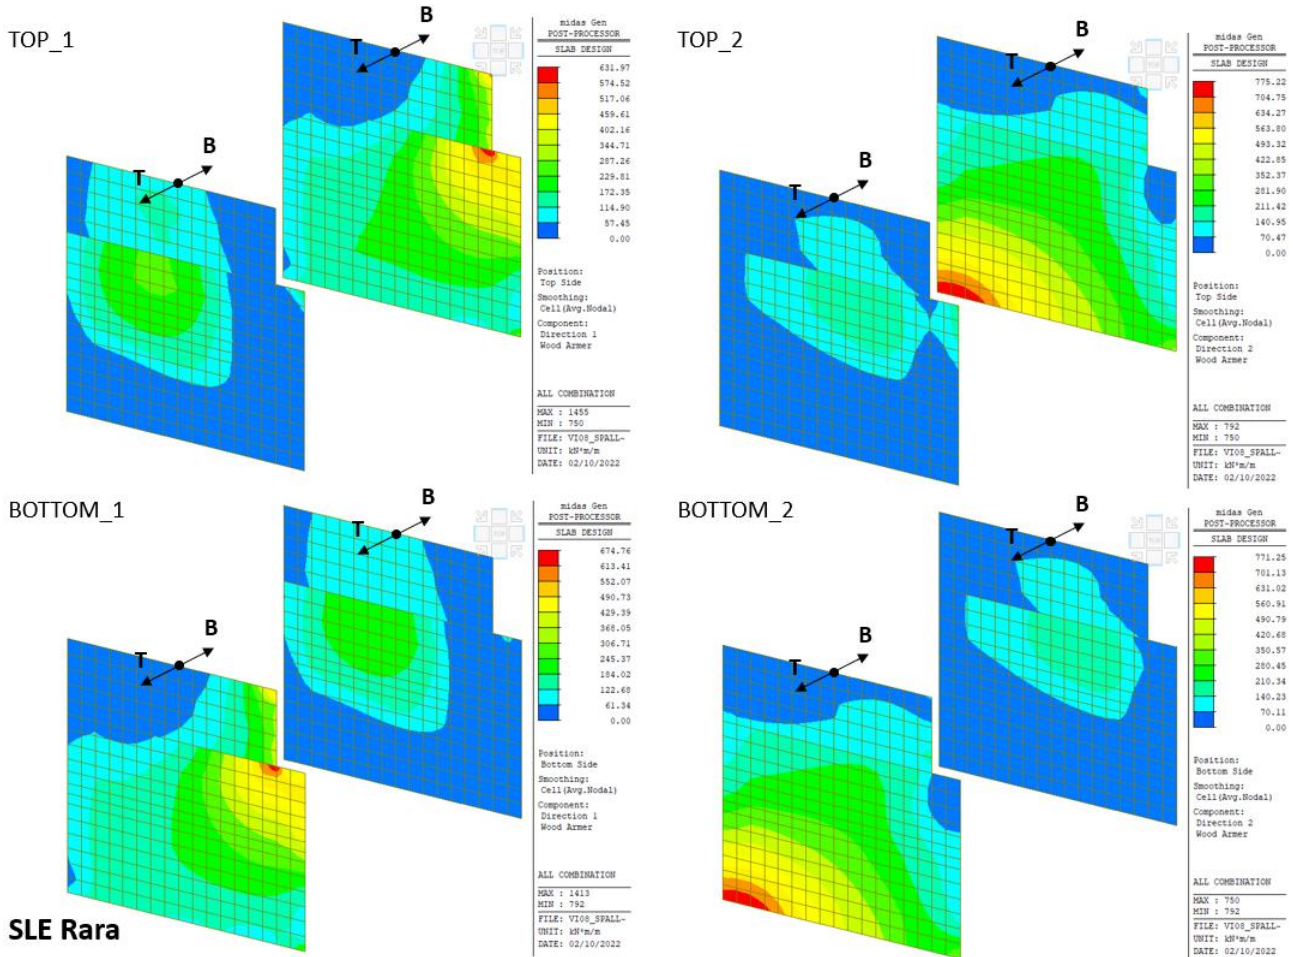 TOP_1
T
B
T
B
midas Gen
POST-PROCESSOR
SLAB DESIGN
631.97
574.52
517.06
459.61
402.16
344.71
287.26
229.81
172.35
114.90
57.45
0.00
Position:
Top Side
Smoothing:
Cell(Avg.Nodal)
Component:
Direction 1
Wood Armer
ALL COMBINATION
MAX : 1455
MIN : 750
FILE: VI08_SPALL~
UNIT: kN*m/m
DATE: 02/10/2022
TOP_2
T
B
T
B
midas Gen
POST-PROCESSOR
SLAB DESIGN
775.22
704.75
634.27
563.80
493.32
422.85
352.37
281.90
211.42
140.95
70.47
0.00
Position:
Top Side
Smoothing:
Cell(Avg.Nodal)
Component:
Direction 2
Wood Armer
ALL COMBINATION
MAX : 792
MIN : 750
FILE: VI08_SPALL~
UNIT: kN*m/m
DATE: 02/10/2022
BOTTOM_1
T
B
T
B
midas Gen
POST-PROCESSOR
SLAB DESIGN
674.76
613.41
552.07
490.73
429.39
368.05
306.71
245.37
184.02
122.68
61.34
0.00
Position:
Bottom Side
Smoothing:
Cell(Avg.Nodal)
Component:
Direction 1
Wood Armer
ALL COMBINATION
MAX : 1413
MIN : 792
FILE: VI08_SPALL~
UNIT: kN*m/m
DATE: 02/10/2022
BOTTOM_2
T
B
T
B
midas Gen
POST-PROCESSOR
SLAB DESIGN
771.25
701.13
631.02
560.91
490.79
420.68
350.57
280.45
210.34
140.23
70.11
0.00
Position:
Bottom Side
Smoothing:
Cell(Avg.Nodal)
Component:
Direction 2
Wood Armer
ALL COMBINATION
MAX : 750
MIN : 792
FILE: VI08_SPALL~
UNIT: kN*m/m
DATE: 02/10/2022
SLE Rara